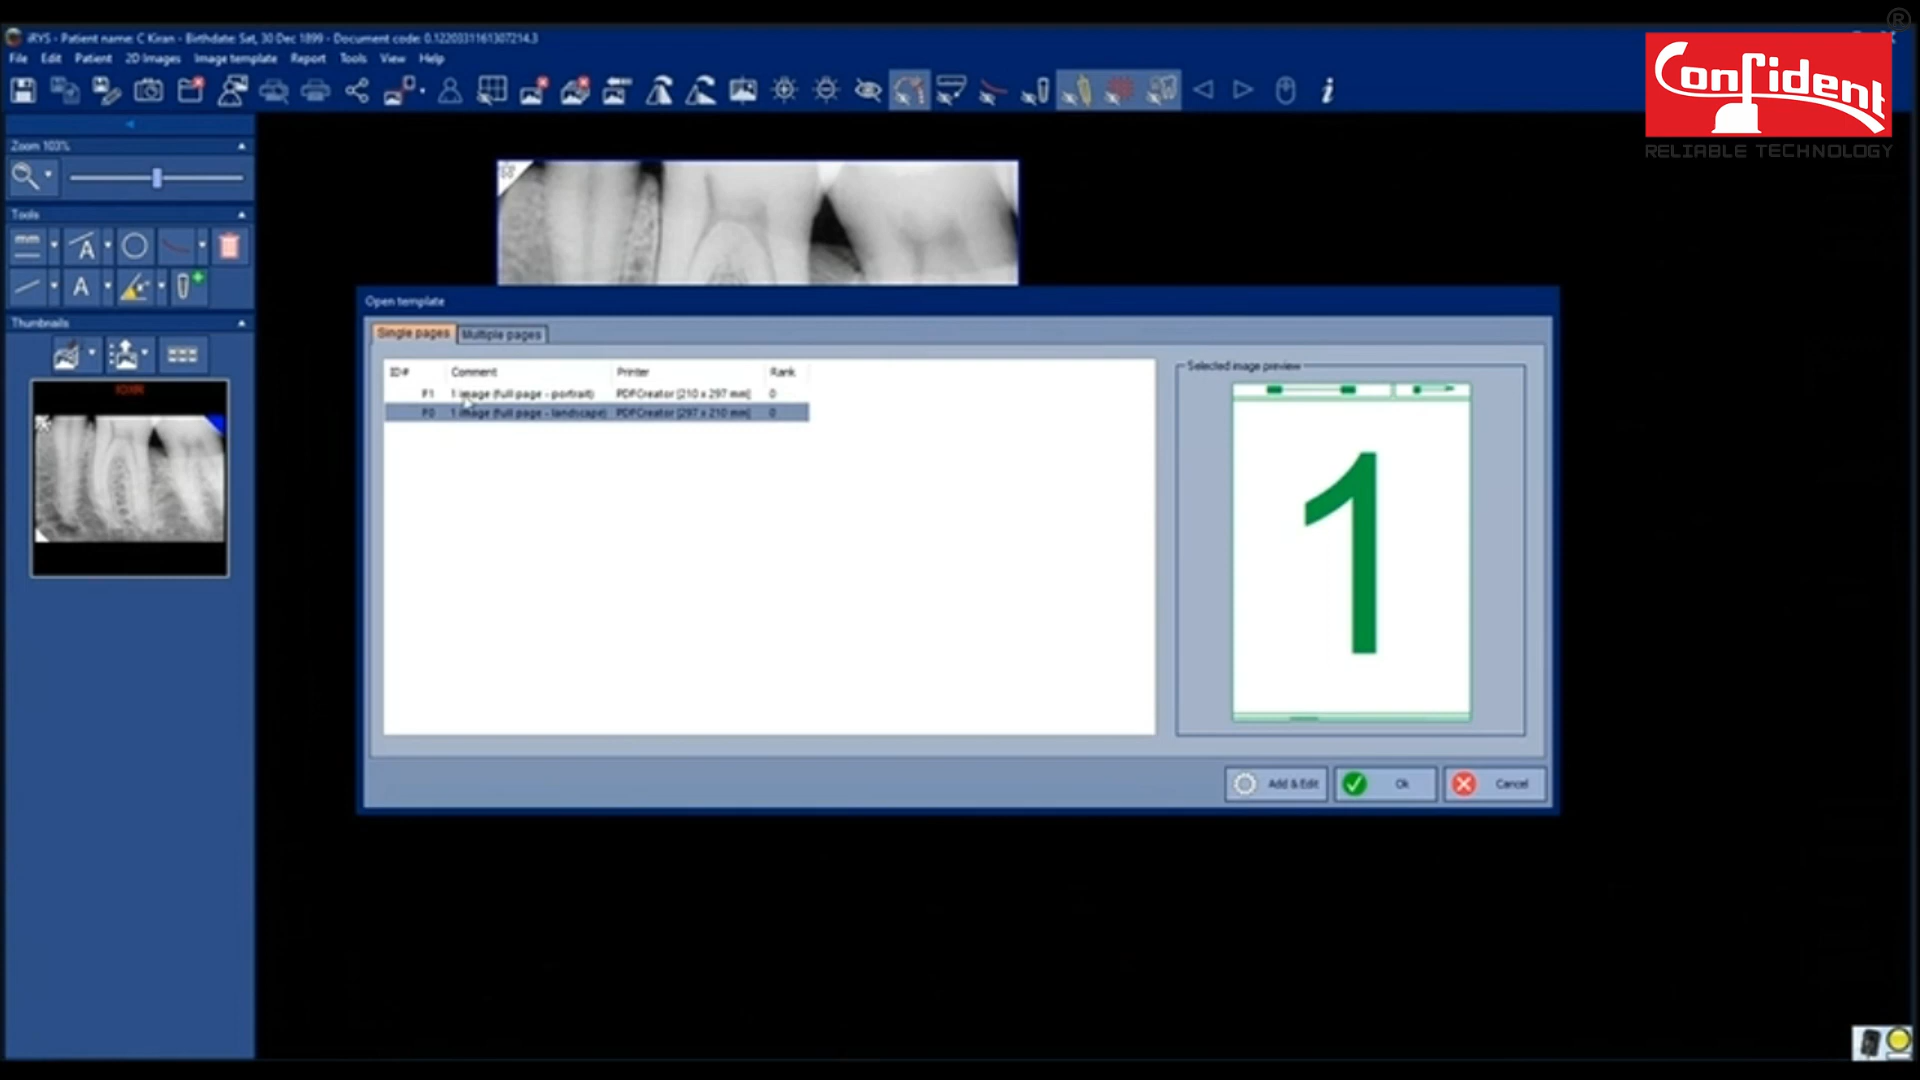 ®
iRYS - Patient name: C Kiran - Birthdate: Sat, 30 Dec 1899 - Document code: 0.1220331161307214.3
File Edit Patient 2D Images Image template Report Tools View Help
Confident
RELIABLE TECHNOLOGY
Zoom 103%
Tools
A
A
Thumbnails
IOXR
Open template
Single pages Multiple pages
ID# Comment Printer Rank
F1 1 image (full page - portrait) PDFCreator [210 x 297 mm] 0
F0 1 image (full page - landscape) PDFCreator [297 x 210 mm] 0
Selected image preview
1
Add & Edit Ok Cancel